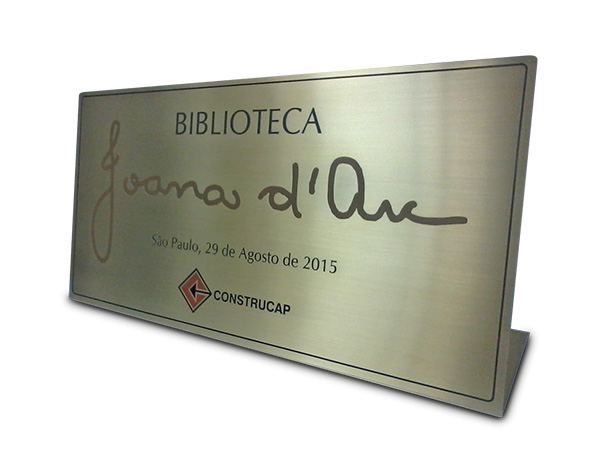 BIBLIOTECA
Joana d'Arc
São Paulo, 29 de Agosto de 2015
CONSTRUCAP